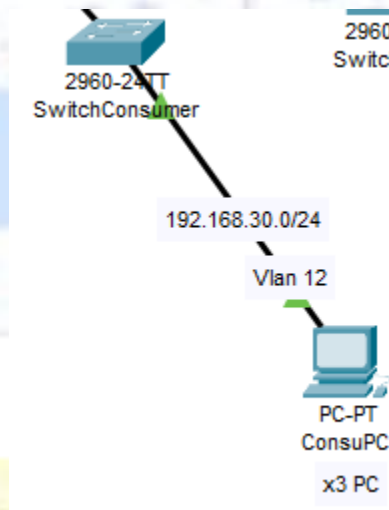 2960-24TT
SwitchConsumer
2960
Switc
192.168.30.0/24
Vlan 12
PC-PT
ConsuPC
x3 PC